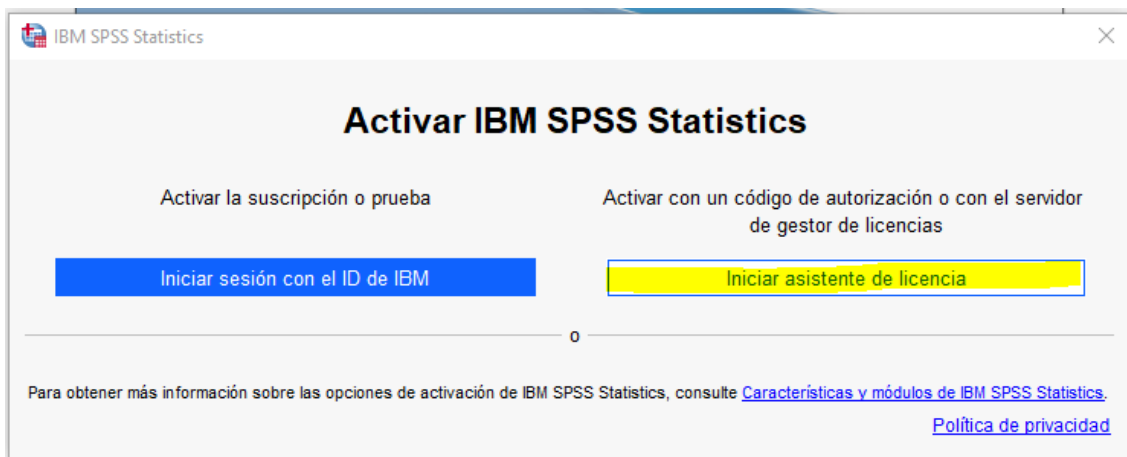 IBM SPSS Statistics
Activar IBM SPSS Statistics
Activar la suscripción o prueba
Iniciar sesión con el ID de IBM
Activar con un código de autorización o con el servidor
de gestor de licencias
Iniciar asistente de licencia
o
Para obtener más información sobre las opciones de activación de IBM SPSS Statistics, consulte Características y módulos de IBM SPSS Statistics.
Política de privacidad